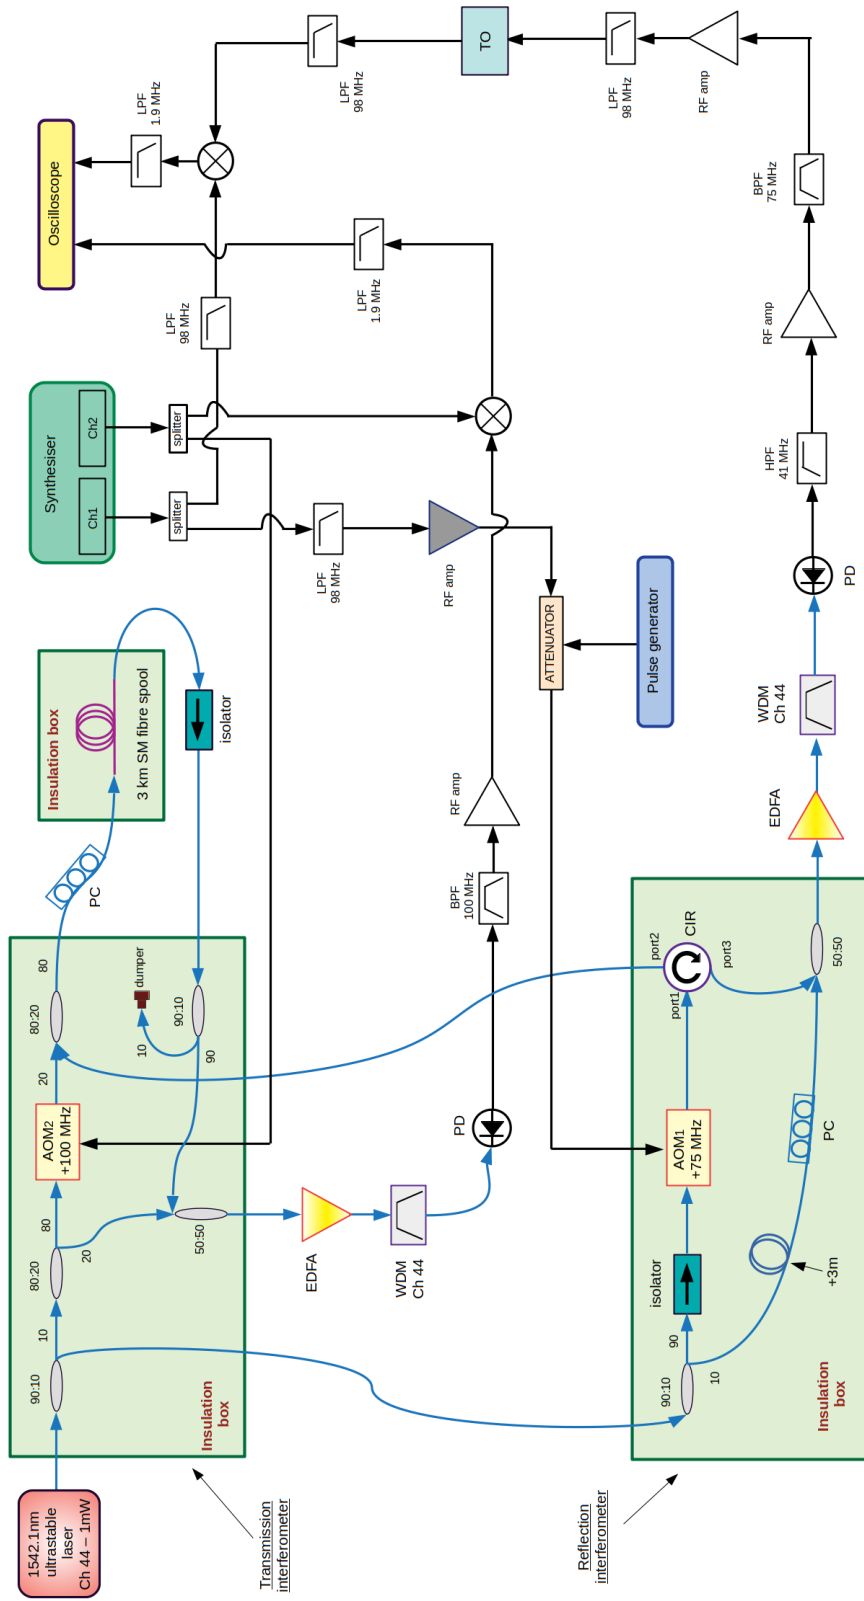 1542.1nm
ultrastable
laser
Ch 44 – 1mW
90:10
10
80:20
80
20
AOM2
+100 MHz
20
80:20
80
50:50
90:10
10
90
dumper
Insulation
box
Transmission
interferometer
PC
Insulation box
3 km SM fibre spool
isolator
EDFA
WDM
Ch 44
PD
BPF
100 MHz
RF amp
Synthesiser
Ch1
Ch2
splitter
splitter
LPF
98 MHz
RF amp
ATTENUATOR
Pulse generator
LPF
98 MHz
LPF
1.9 MHz
Oscilloscope
LPF
1.9 MHz
LPF
98 MHz
TO
LPF
98 MHz
RF amp
BPF
75 MHz
RF amp
HPF
41 MHz
PD
WDM
Ch 44
EDFA
Reflection
interferometer
90:10
90
10
isolator
AOM1
+75 MHz
port1
port2
port3
CIR
50:50
PC
+3m
Insulation
box